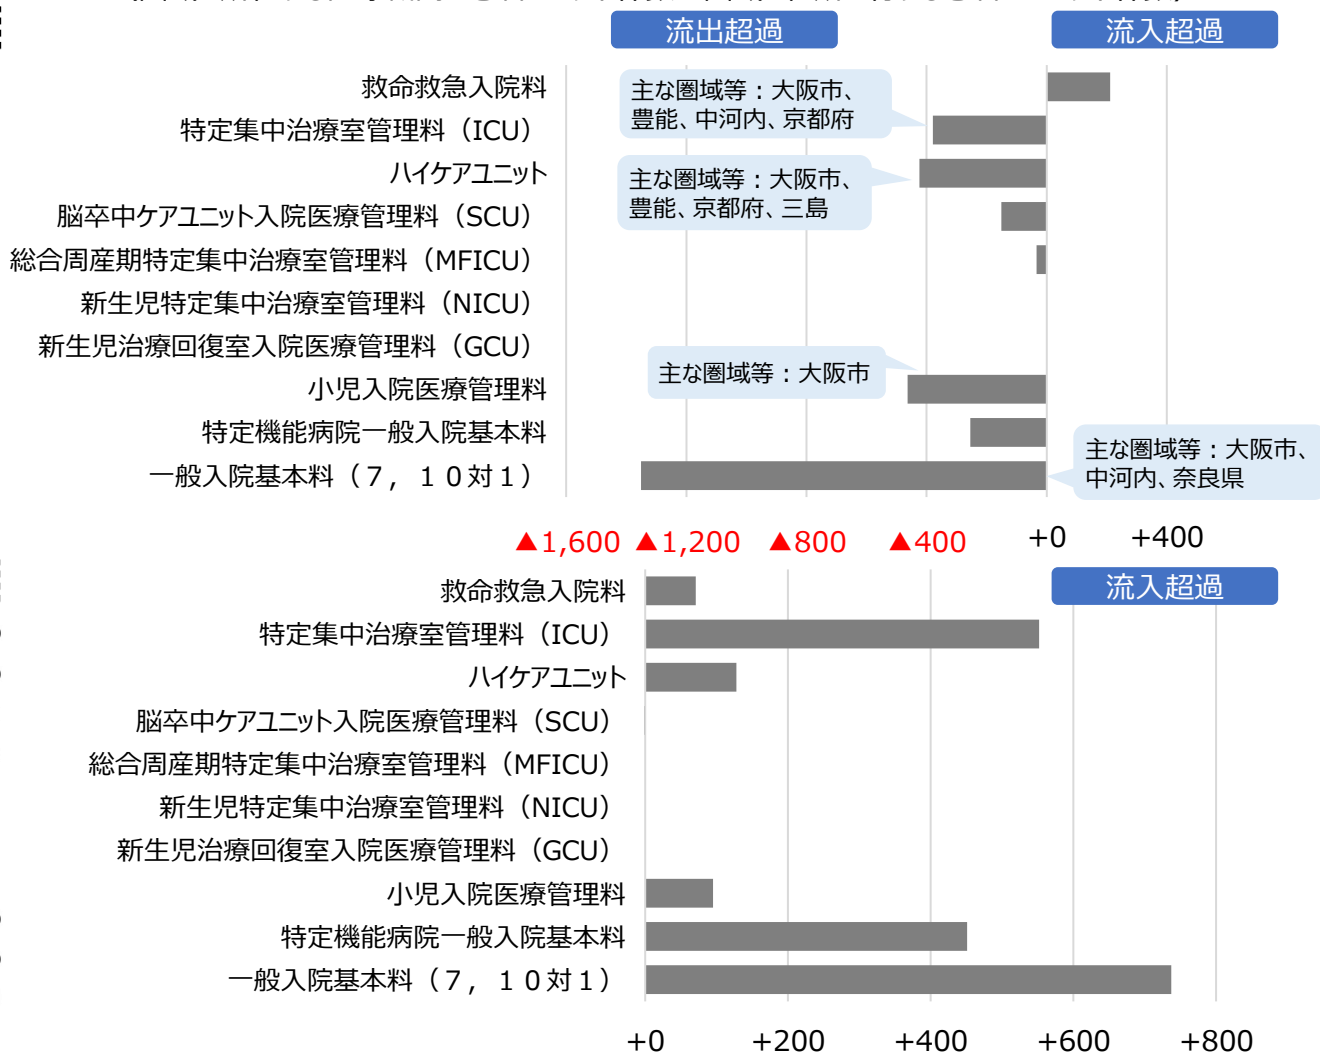 流出超過
流入超過
救命救急入院料
特定集中治療室管理料（ICU）
ハイケアユニット
脳卒中ケアユニット入院医療管理料（SCU）
総合周産期特定集中治療室管理料（MFICU）
新生児特定集中治療室管理料（NICU）
新生児治療回復室入院医療管理料（GCU）
小児入院医療管理料
特定機能病院一般入院基本料
一般入院基本料（７，１０対１）
主な圏域等：大阪市、
豊能、中河内、京都府
主な圏域等：大阪市、
豊能、京都府、三島
主な圏域等：大阪市
主な圏域等：大阪市、
中河内、奈良県
▲1,600 ▲1,200 ▲800 ▲400 +0 +400
流入超過
救命救急入院料
特定集中治療室管理料（ICU）
ハイケアユニット
脳卒中ケアユニット入院医療管理料（SCU）
総合周産期特定集中治療室管理料（MFICU）
新生児特定集中治療室管理料（NICU）
新生児治療回復室入院医療管理料（GCU）
小児入院医療管理料
特定機能病院一般入院基本料
一般入院基本料（７，１０対１）
+0 +200 +400 +600 +800